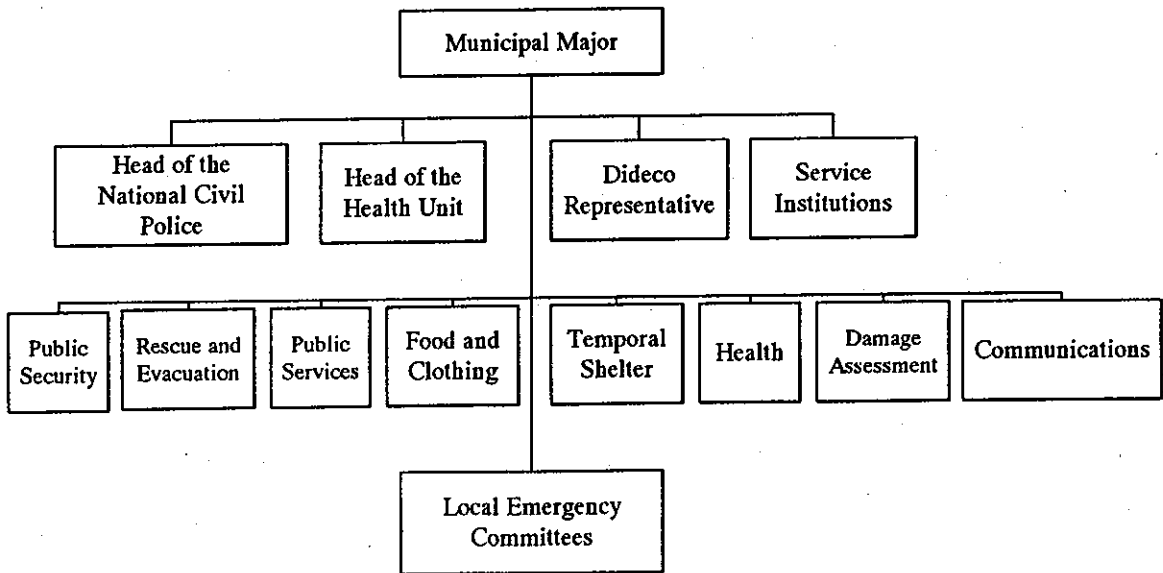 Municipal Major
Head of the
National Civil
Police
Head of the
Health Unit
Dideco
Representative
Service
Institutions
Public
Security
Rescue and
Evacuation
Public
Services
Food and
Clothing
Temporal
Shelter
Health
Damage
Assessment
Communications
Local Emergency
Committees